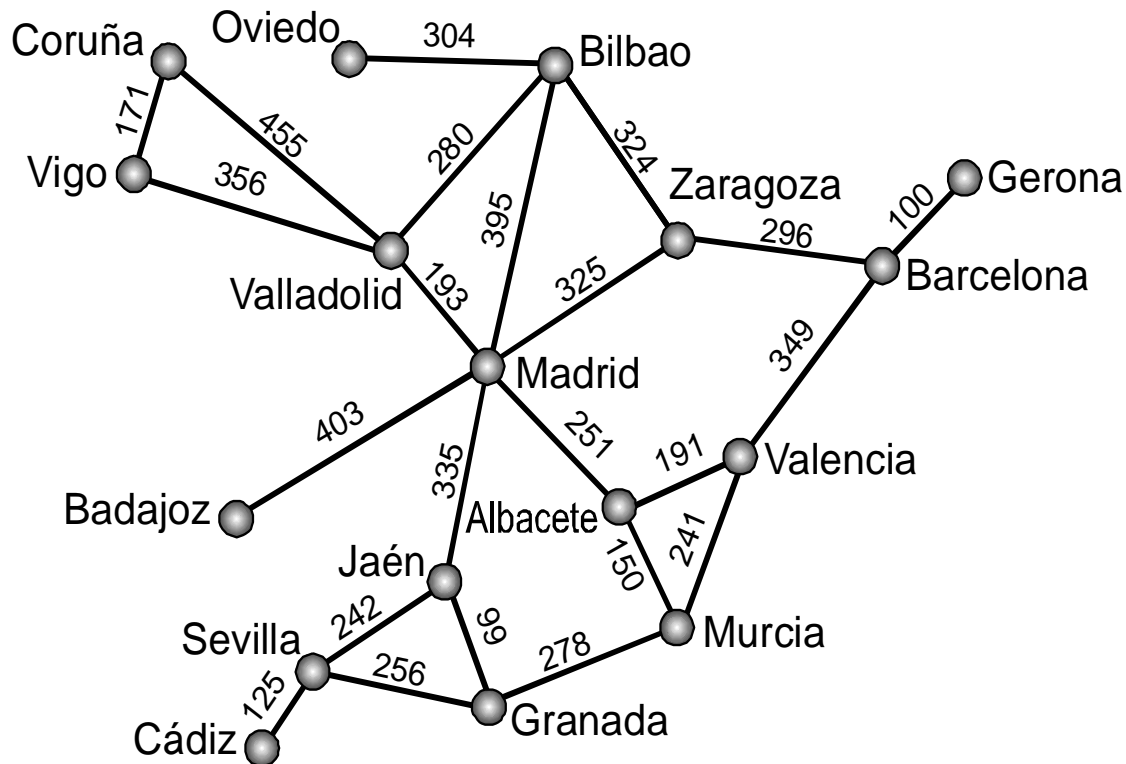 Oviedo
304
Coruña
Bilbao
171
455
280
324
Vigo
356
Zaragoza
Gerona
395
100
296
Barcelona
Valladolid
193
325
349
Madrid
403
251
191
Valencia
335
Badajoz
Albacete
241
150
Jaén
242
99
Murcia
Sevilla
256
278
125
Granada
Cádiz